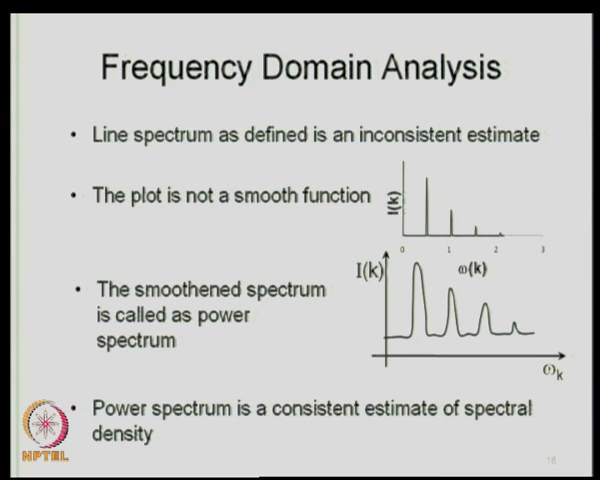 Frequency Domain Analysis
• Line spectrum as defined is an inconsistent estimate
• The plot is not a smooth function
I(k)
0 1 2 3
ω(k)
I(k)
• The smoothened spectrum
is called as power
spectrum
ωk
• Power spectrum is a consistent estimate of spectral
density
NPTEL
16